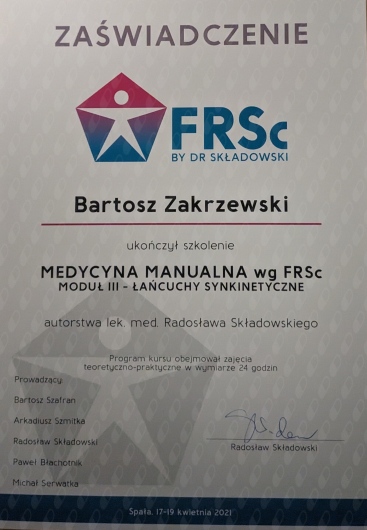 ZAŚWIADCZENIE
FRSc
BY DR SKŁADOWSKI
Bartosz Zakrzewski
ukończył szkolenie
MEDYCYNA MANUALNA wg FRSc
MODUŁ III - ŁAŃCUCHY SYNKINETYCZNE
autorstwa lek. med. Radosława Składowskiego
Program kursu obejmował zajęcia
teoretyczno-praktyczne w wymiarze 24 godzin
Prowadzący
Bartosz Szafran
Arkadiusz Szmitka
Radosław Składowski
Paweł Błachotnik
Michał Serwatka
Radosław Składowski
Spała, 17-19 kwietnia 2021